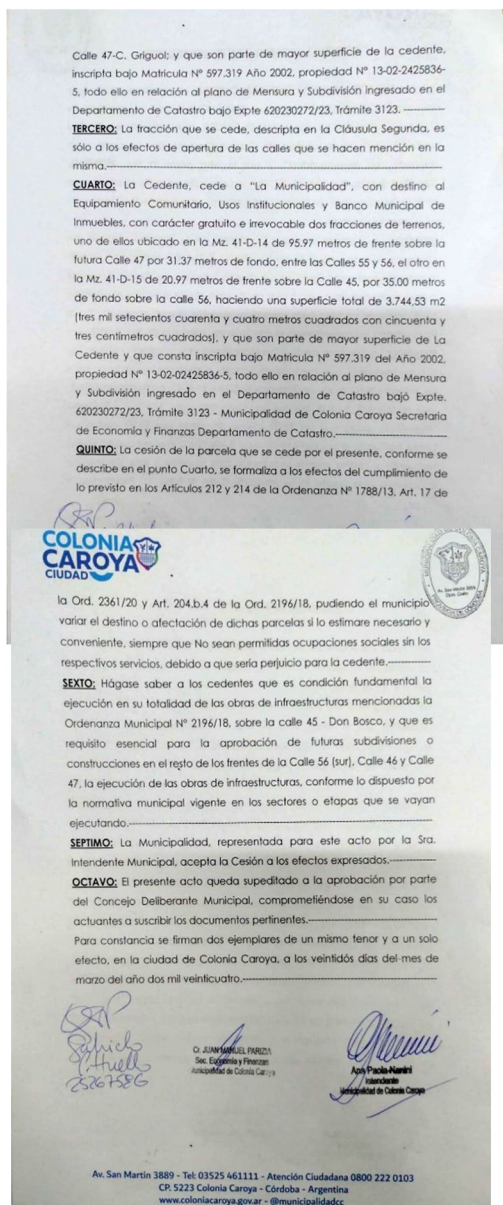 Calle 47-C. Griguol; y que son parte de mayor superficie de la cedente,
inscripta bajo Matricula N° 597.319 Año 2002, propiedad N° 13-02-2425836-
5, todo ello en relación al plano de Mensura y Subdivisión ingresado en el
Departamento de Catastro bajo Expte 620230272/23, Trámite 3123. ------------
TERCERO: La fracción que se cede, descripta en la Cláusula Segunda, es
sólo a los efectos de apertura de las calles que se hacen mención en la
misma.------------
CUARTO: La Cedente, cede a "La Municipalidad", con destino al
Equipamiento Comunitario, Usos Institucionales y Banco Municipal de
Inmuebles, con carácter gratuito e irrevocable dos fracciones de terrenos,
uno de ellos ubicado en la Mz. 41-D-14 de 95.97 metros de frente sobre la
futura Calle 47 por 31.37 metros de fondo, entre las Calles 55 y 56, el otro en
la Mz. 41-D-15 de 20.97 metros de frente sobre la Calle 45, por 35.00 metros
de fondo sobre la calle 56, haciendo una superficie total de 3.744,53 m2
(tres mil setecientos cuarenta y cuatro metros cuadrados con cincuenta y
tres centímetros cuadrados), y que son parte de mayor superficie de La
Cedente y que consta inscripta bajo Matricula N° 597.319 del Año 2002,
propiedad N° 13-02-02425836-5, todo ello en relación al plano de Mensura
y Subdivisión ingresado en el Departamento de Catastro bajó Expte.
620230272/23, Trámite 3123 - Municipalidad de Colonia Caroya Secretaria
de Economía y Finanzas Departamento de Catastro.------------
QUINTO: La cesión de la parcela que se cede por el presente, conforme se
describe en el punto Cuarto, se formaliza a los efectos del cumplimiento de
lo previsto en los Artículos 212 y 214 de la Ordenanza N° 1788/13. Art. 17 de
COLONIA
CAROYA
CIUDAD
la Ord. 2361/20 y Art. 204.b.4 de la Ord. 2196/18, pudiendo el municipio
variar el destino o afectación de dichas parcelas si lo estimare necesario y
conveniente, siempre que No sean permitidas ocupaciones sociales sin los
respectivos servicios, debido a que sería perjuicio para la cedente.------------
SEXTO: Hágase saber a los cedentes que es condición fundamental la
ejecución en su totalidad de las obras de infraestructuras mencionadas la
Ordenanza Municipal N° 2196/18, sobre la calle 45 - Don Bosco, y que es
requisito esencial para la aprobación de futuras subdivisiones o
construcciones en el resto de los frentes de la Calle 56 (sur), Calle 46 y Calle
47, la ejecución de las obras de infraestructuras, conforme lo dispuesto por
la normativa municipal vigente en los sectores o etapas que se vayan
ejecutando.------------
SEPTIMO: La Municipalidad, representada para este acto por la Sra.
Intendente Municipal, acepta la Cesión a los efectos expresados.------------
OCTAVO: El presente acto queda supeditado a la aprobación por parte
del Concejo Deliberante Municipal, comprometiéndose en su caso los
actuantes a suscribir los documentos pertinentes.------------
Para constancia se firman dos ejemplares de un mismo tenor y a un solo
efecto, en la ciudad de Colonia Caroya, a los veintidós días del mes de
marzo del año dos mil veinticuatro.------------
25267586
Cr. JUAN MANUEL PARIZIA
Sec. Economía y Finanzas
Municipalidad de Colonia Caroya
Ana Paola Nanini
Intendente
Municipalidad de Colonia Caroya
Av. San Martin 3889 - Tel: 03525 461111 - Atención Ciudadana 0800 222 0103
CP. 5223 Colonia Caroya - Córdoba - Argentina
www.coloniacaroya.gov.ar - @municipalidadcc